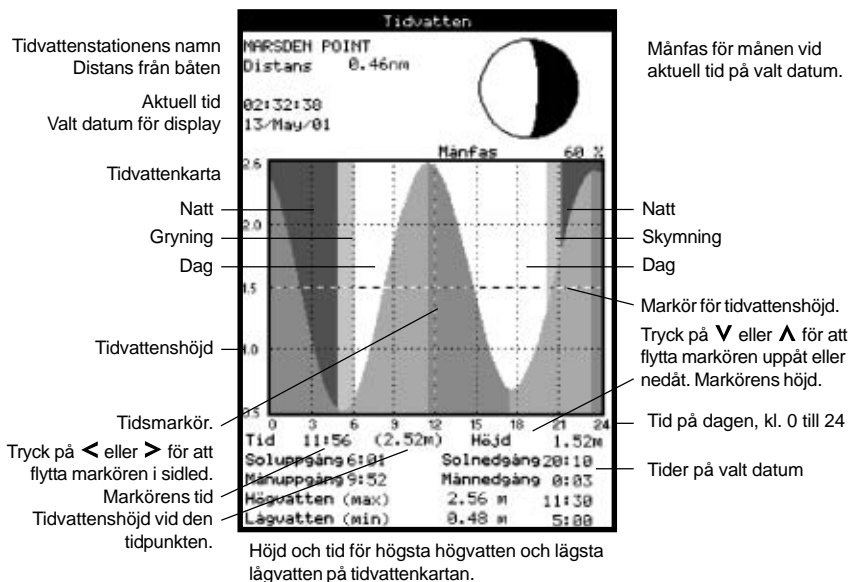 Tidvatten
Tidvattenstationens namn
Distans från båten
MARSDEN POINT
Distans 0.46nm
Månfas för månen vid
aktuell tid på valt datum.
Aktuell tid
Valt datum för display
02:32:38
13/May/01
Månfas 60 %
Tidvattenkarta
2.6
Natt
Natt
2.0
Gryning
Skymning
Dag
Dag
1.5
Markör för tidvattenshöjd.
Tryck på V eller Λ för att
flytta markören uppåt eller
nedåt. Markörens höjd.
Tidvattenshöjd
1.0
0.5
0 3 6 9 12 15 18 21 24
Tid på dagen, kl. 0 till 24
Tidsmarkör.
Tryck på < eller > för att
flytta markören i sidled.
Markörens tid
Tidvattenshöjd vid den
tidpunkten.
Tid 11:56 (2.52m) Höjd 1.52m
Soluppgång 6:01 Solnedgång 20:10
Månuppgång 9:52 Månnedgång 0:03
Högvatten (max) 2.56 m 11:30
Lågvatten (min) 0.48 m 5:00
Tider på valt datum
Höjd och tid för högsta högvatten och lägsta
lågvatten på tidvattenkartan.